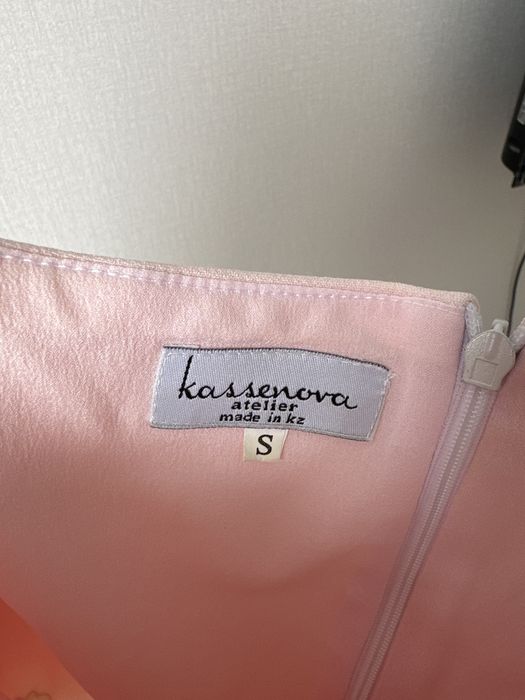 kassenova
atelier
made in kz
S